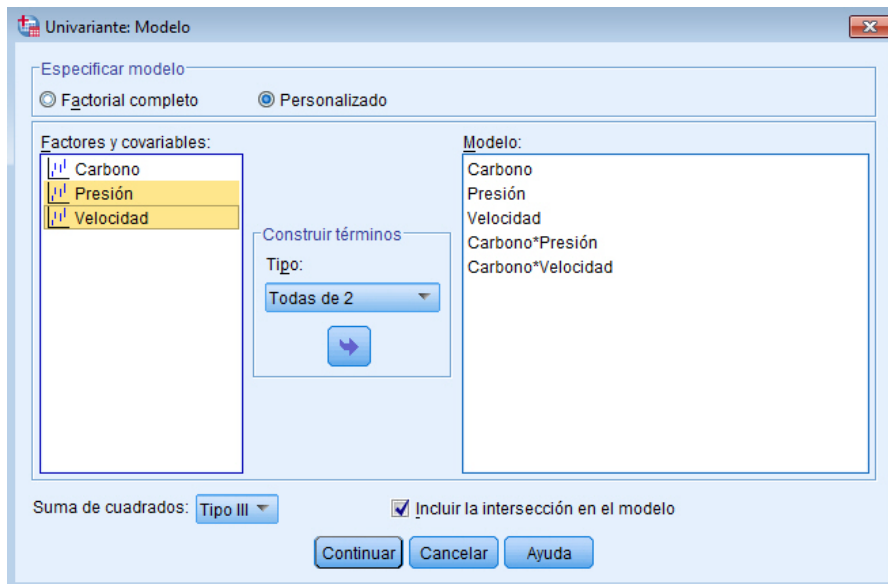 Univariante: Modelo
Especificar modelo
Factorial completo
Personalizado
Factores y covariables:
Carbono
Presión
Velocidad
Construir términos
Tipo:
Todas de 2
Modelo:
Carbono
Presión
Velocidad
Carbono*Presión
Carbono*Velocidad
Suma de cuadrados: Tipo III
Incluir la intersección en el modelo
Continuar
Cancelar
Ayuda